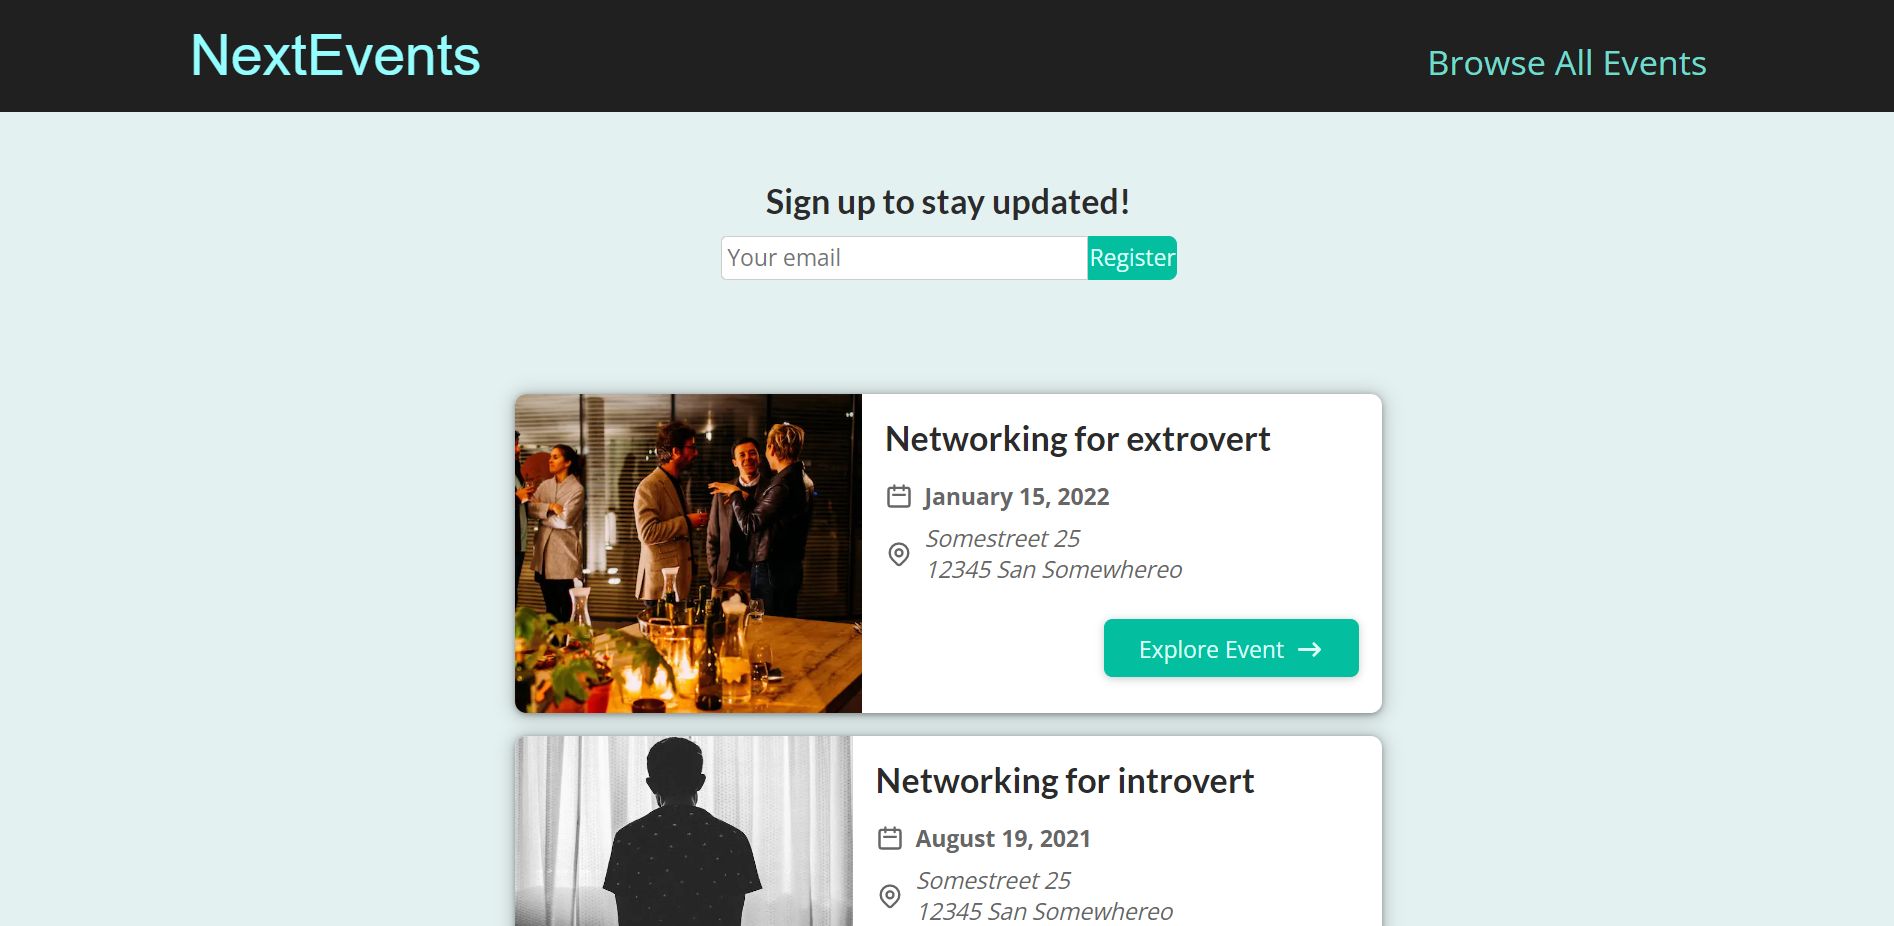 NextEvents
Browse All Events
Sign up to stay updated!
Your email
Register
Networking for extrovert
January 15, 2022
Somestreet 25
12345 San Somewhereo
Explore Event →
Networking for introvert
August 19, 2021
Somestreet 25
12345 San Somewhereo